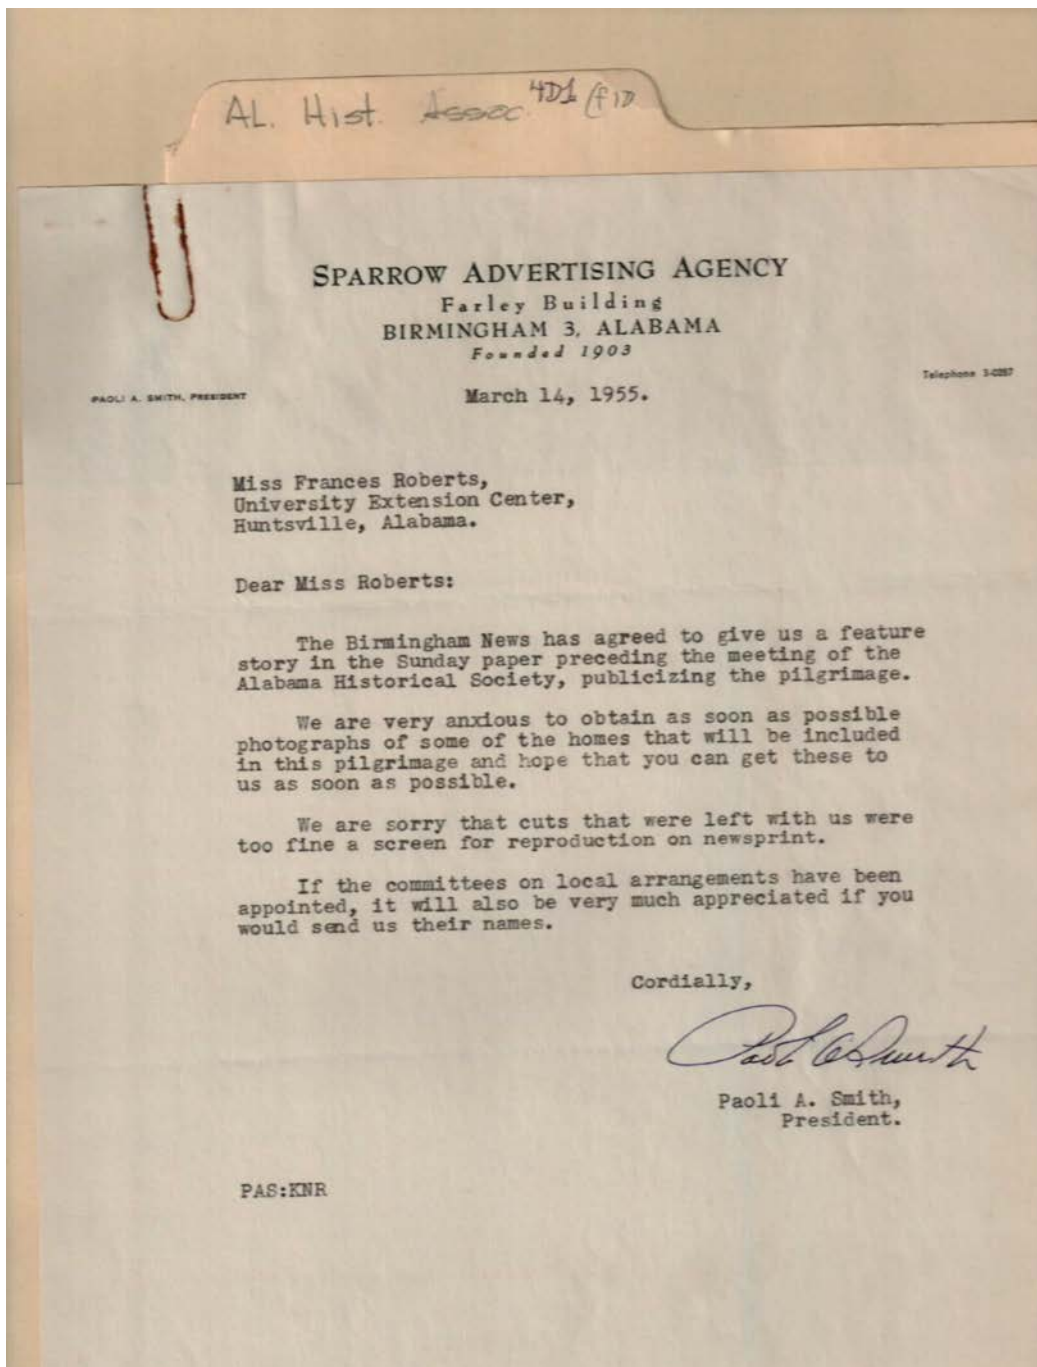 AL. Hist. Assoc. 4D1 (f10
SPARROW ADVERTISING AGENCY
Farley Building
BIRMINGHAM 3, ALABAMA
Founded 1903
Telephone
PAOLI A. SMITH, PRESIDENT
March 14, 1955.
Miss Frances Roberts,
University Extension Center,
Huntsville, Alabama.
Dear Miss Roberts:
The Birmingham News has agreed to give us a feature
story in the Sunday paper preceding the meeting of the
Alabama Historical Society, publicizing the pilgrimage.
We are very anxious to obtain as soon as possible
photographs of some of the homes that will be included
in this pilgrimage and hope that you can get these to
us as soon as possible.
We are sorry that cuts that were left with us were
too fine a screen for reproduction on newsprint.
If the committees on local arrangements have been
appointed, it will also be very much appreciated if you
would send us their names.
Cordially,
Paoli A Smith
Paoli A. Smith,
President.
PAS:KNR